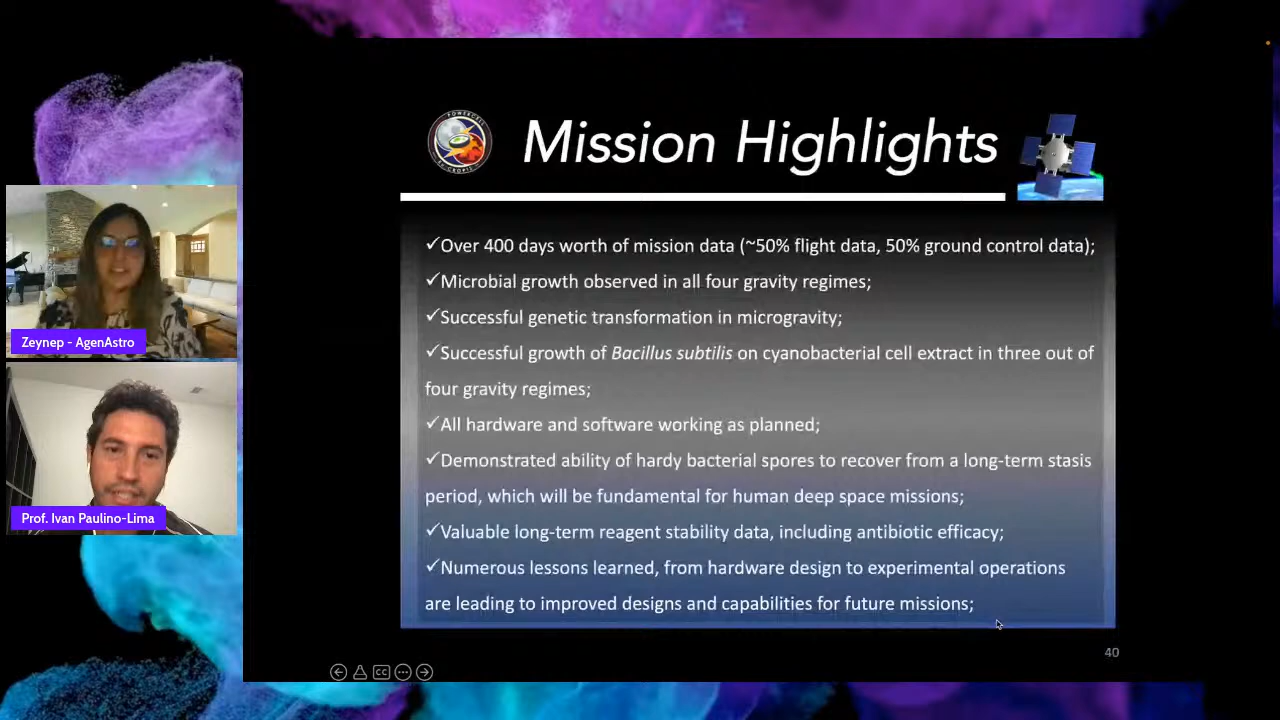 Mission Highlights
POWERCELL
✓Over 400 days worth of mission data (~50% flight data, 50% ground control data);
✓Microbial growth observed in all four gravity regimes;
✓Successful genetic transformation in microgravity;
✓Successful growth of Bacillus subtilis on cyanobacterial cell extract in three out of
four gravity regimes;
✓All hardware and software working as planned;
✓Demonstrated ability of hardy bacterial spores to recover from a long-term stasis
period, which will be fundamental for human deep space missions;
✓Valuable long-term reagent stability data, including antibiotic efficacy;
✓Numerous lessons learned, from hardware design to experimental operations
are leading to improved designs and capabilities for future missions;
40
CC
Zeynep - AgenAstro
Prof. Ivan Paulino-Lima